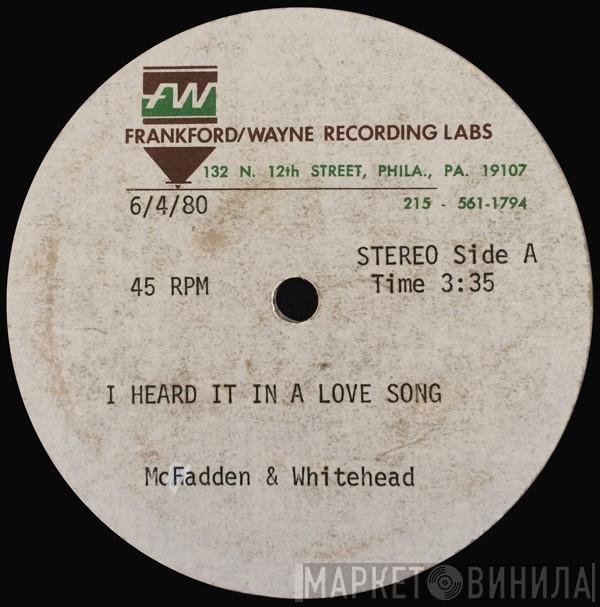 FW
FRANKFORD/WAYNE RECORDING LABS
132 N. 12th STREET, PHILA., PA. 19107
6/4/80
215 - 561-1794
STEREO Side A
45 RPM
Time 3:35
I HEARD IT IN A LOVE SONG
McFadden & Whitehead
МАРКЕТ ВИНИЛА